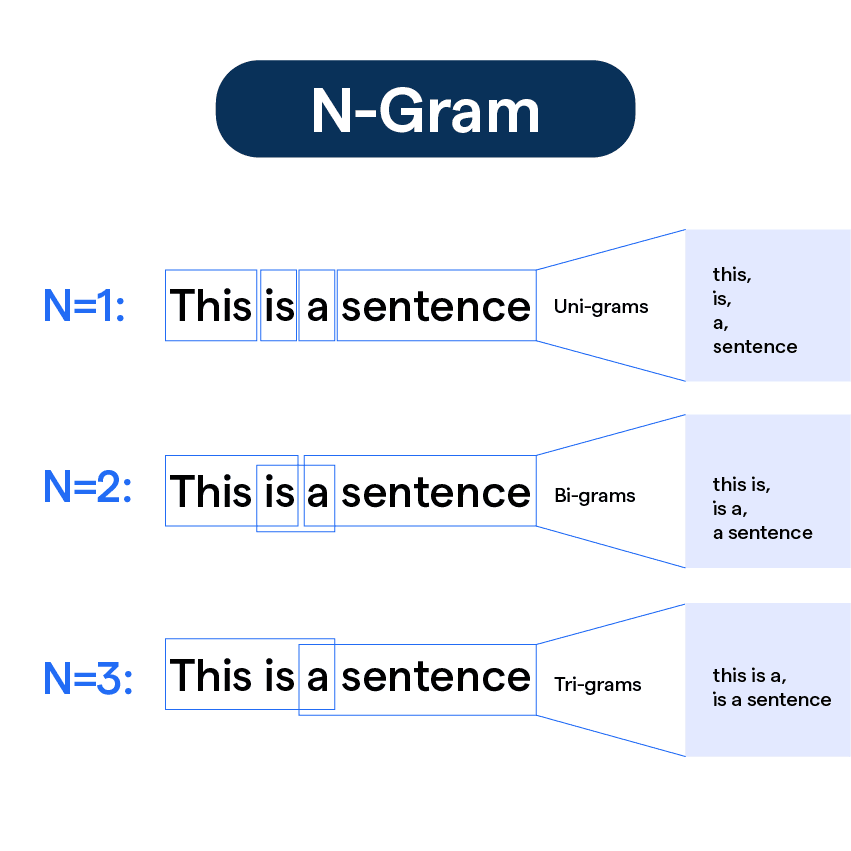 N-Gram
N=1:
This is a sentence
Uni-grams
this,
is,
a,
sentence
N=2:
This is a sentence
Bi-grams
this is,
is a,
a sentence
N=3:
This is a sentence
Tri-grams
this is a,
is a sentence